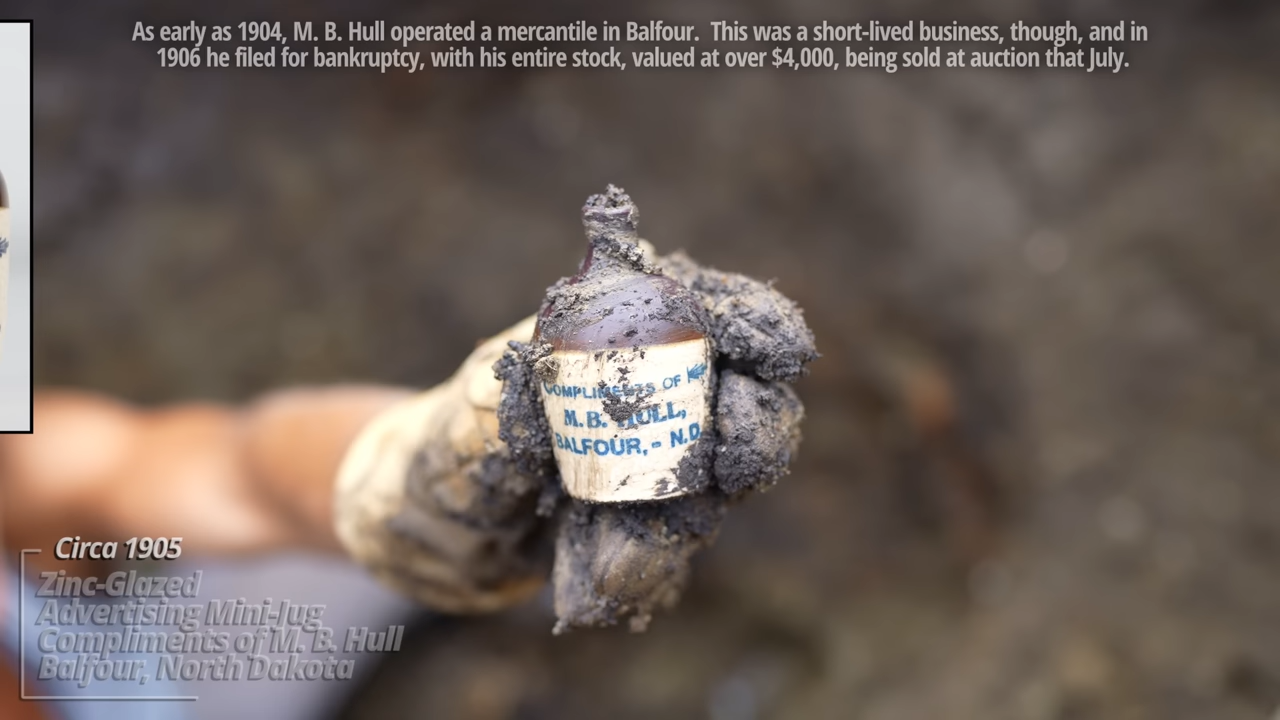 As early as 1904, M. B. Hull operated a mercantile in Balfour.  This was a short-lived business, though, and in
1906 he filed for bankruptcy, with his entire stock, valued at over $4,000, being sold at auction that July.
COMPLIMENTS OF
M.B. HULL,
BALFOUR,- N.D.
Circa 1905
Zinc-Glazed
Advertising Mini-Jug
Compliments of M. B. Hull
Balfour, North Dakota